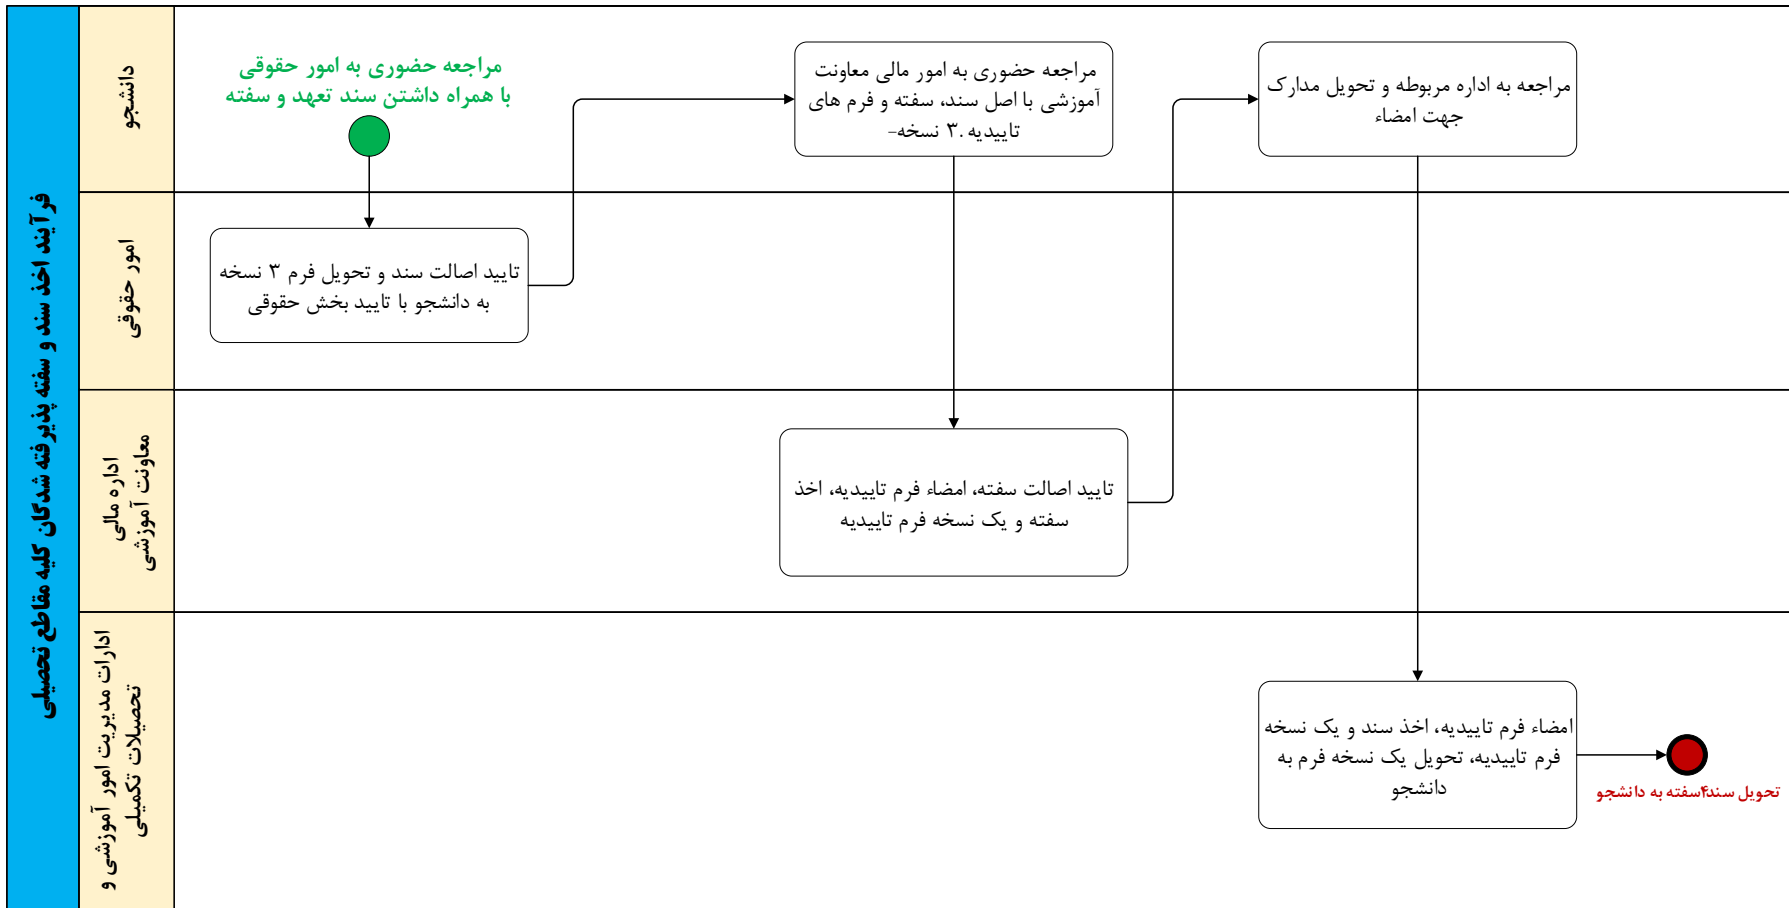 فرآیند اخذ سند و سفته پذیرفته شدگان کلیه مقاطع تحصیلی
دانشجو
مراجعه حضوری به امور حقوقی
با همراه داشتن سند تعهد و سفته
مراجعه حضوری به امور مالی معاونت
آموزشی با اصل سند، سفته و فرم های
تاییدیه .۳ نسخه-
مراجعه به اداره مربوطه و تحویل مدارک
جهت امضاء
امور حقوقی
تایید اصالت سند و تحویل فرم ۳ نسخه
به دانشجو با تایید بخش حقوقی
اداره مالی
معاونت آموزشی
تایید اصالت سفته، امضاء فرم تاییدیه، اخذ
سفته و یک نسخه فرم تاییدیه
ادارات مدیریت امور آموزشی و
تحصیلات تکمیلی
امضاء فرم تاییدیه، اخذ سند و یک نسخه
فرم تاییدیه، تحویل یک نسخه فرم به
دانشجو
تحویل سند۴سفته به دانشجو